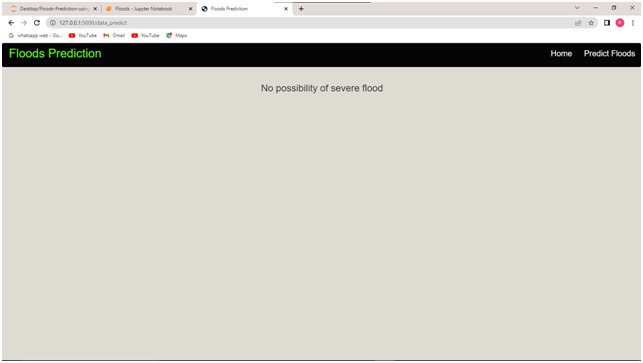 Desktop/Floods-Prediction-using
Floods - Jupyter Notebook
Floods Prediction
127.0.0.1:5000/data_predict
whatsapp web - Go...
YouTube
Gmail
YouTube
Maps
Floods Prediction
Home
Predict Floods
No possibility of severe flood